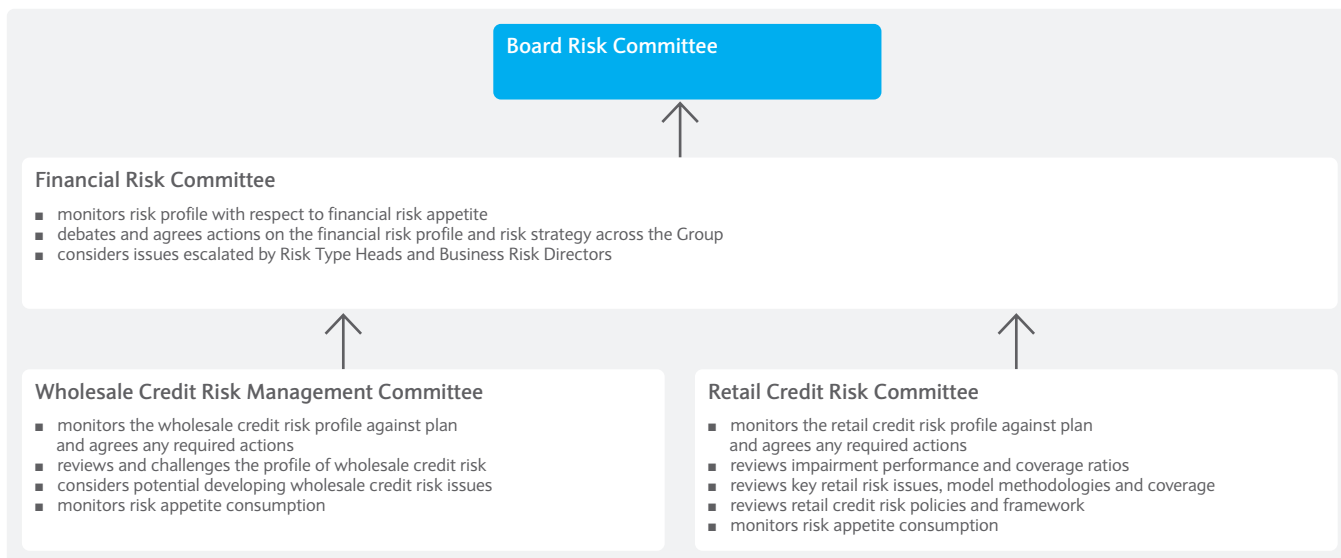 Board Risk Committee
Financial Risk Committee
■ monitors risk profile with respect to financial risk appetite
■ debates and agrees actions on the financial risk profile and risk strategy across the Group
■ considers issues escalated by Risk Type Heads and Business Risk Directors
Wholesale Credit Risk Management Committee
■ monitors the wholesale credit risk profile against plan
and agrees any required actions
■ reviews and challenges the profile of wholesale credit risk
■ considers potential developing wholesale credit risk issues
■ monitors risk appetite consumption
Retail Credit Risk Committee
■ monitors the retail credit risk profile against plan
and agrees any required actions
■ reviews impairment performance and coverage ratios
■ reviews key retail risk issues, model methodologies and coverage
■ reviews retail credit risk policies and framework
■ monitors risk appetite consumption